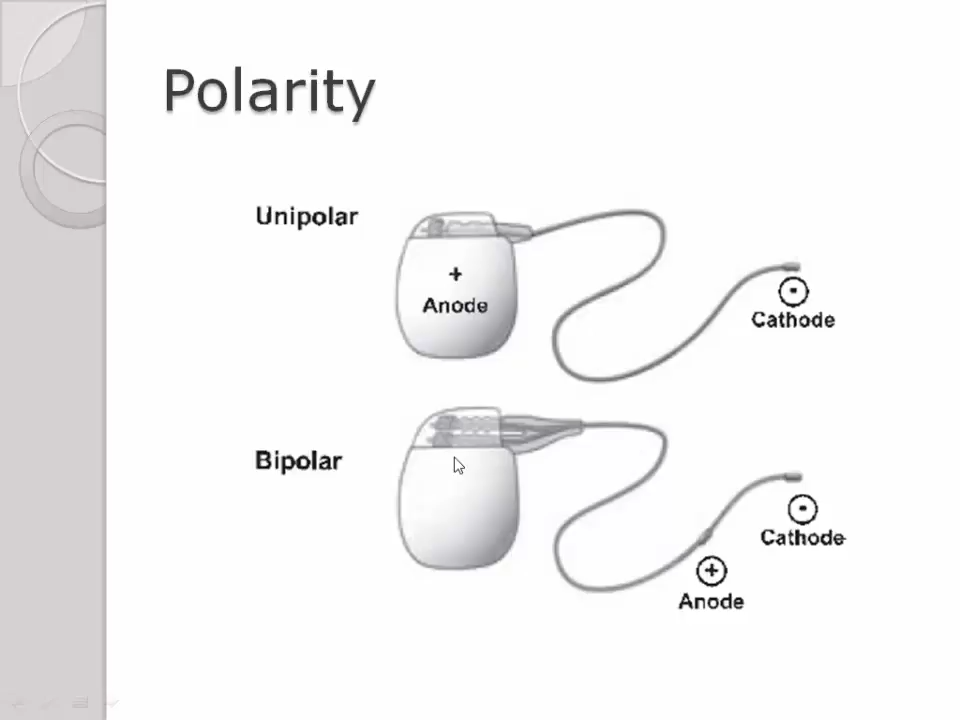 Polarity
Unipolar
+
Anode
-
Cathode
Bipolar
-
Cathode
+
Anode